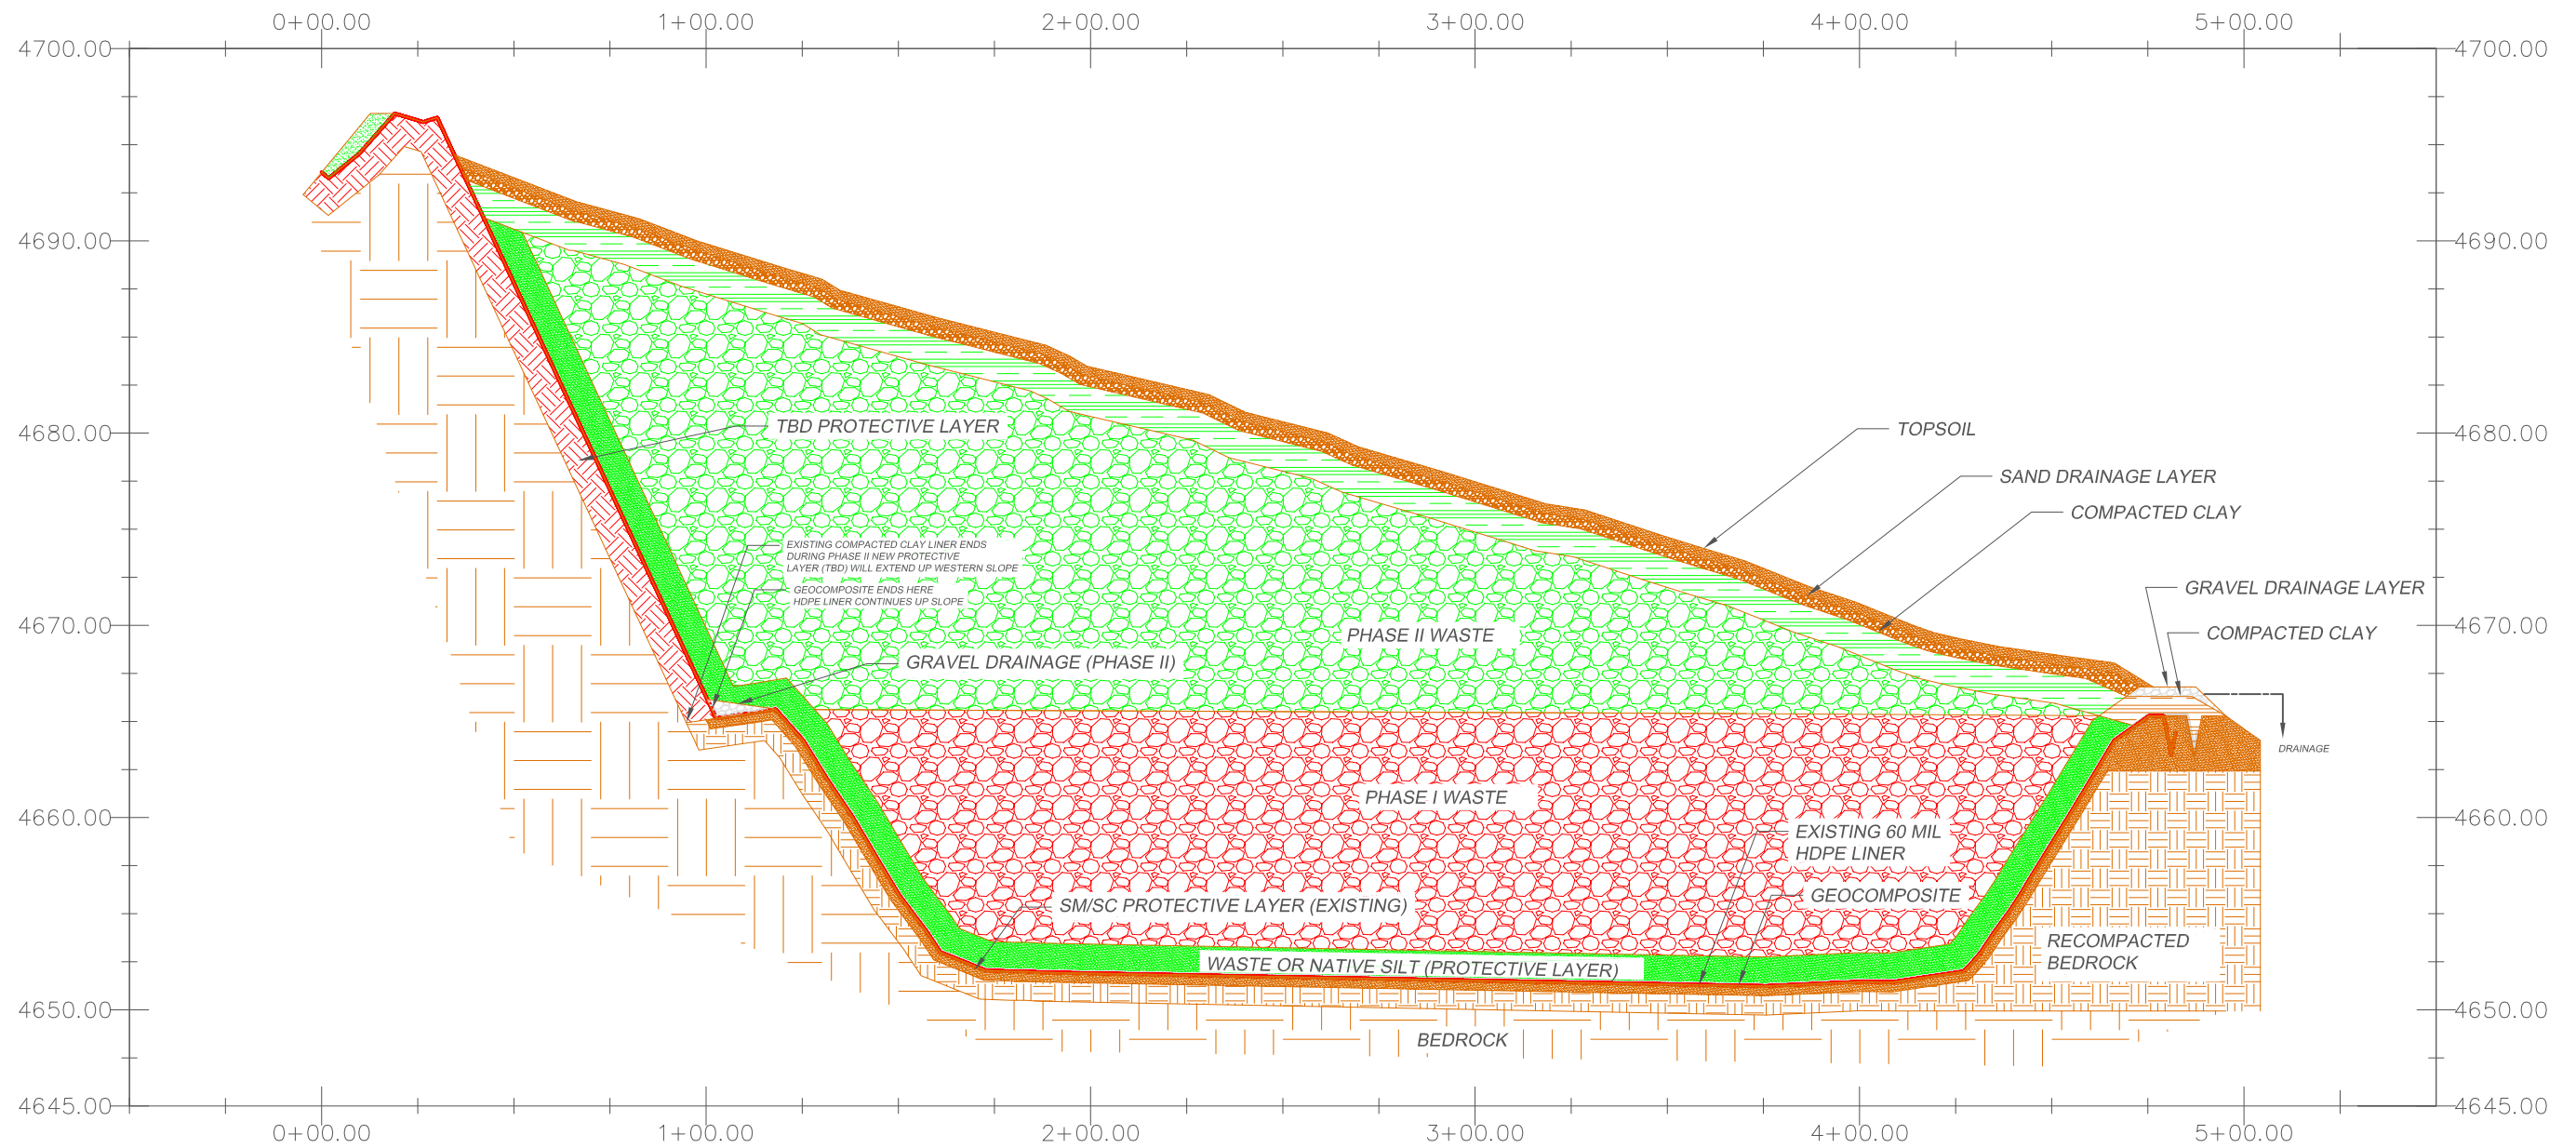 0+00.00 1+00.00 2+00.00 3+00.00 4+00.00 5+00.00
4700.00 4700.00
4690.00 4690.00
4680.00 4680.00
TBD PROTECTIVE LAYER
TOPSOIL
SAND DRAINAGE LAYER
COMPACTED CLAY
EXISTING COMPACTED CLAY LINER ENDS
DURING PHASE II NEW PROTECTIVE
LAYER (TBD) WILL EXTEND UP WESTERN SLOPE
GEOCOMPOSITE ENDS HERE
HDPE LINER CONTINUES UP SLOPE
GRAVEL DRAINAGE LAYER
4670.00 4670.00
COMPACTED CLAY
PHASE II WASTE
GRAVEL DRAINAGE (PHASE II)
DRAINAGE
PHASE I WASTE
4660.00 4660.00
EXISTING 60 MIL
HDPE LINER
GEOCOMPOSITE
SM/SC PROTECTIVE LAYER (EXISTING)
RECOMPACTED
BEDROCK
WASTE OR NATIVE SILT (PROTECTIVE LAYER)
4650.00 4650.00
BEDROCK
4645.00 4645.00
0+00.00 1+00.00 2+00.00 3+00.00 4+00.00 5+00.00